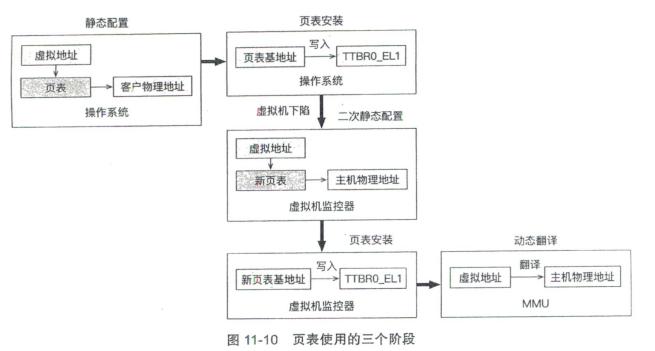 静态配置
虚拟地址
页表
客户物理地址
操作系统
页表安装
页表基地址
写入
TTBR0_EL1
操作系统
虚拟机下陷
二次静态配置
虚拟地址
新页表
主机物理地址
虚拟机监控器
页表安装
新页表基地址
写入
TTBR0_EL1
虚拟机监控器
动态翻译
虚拟地址
翻译
主机物理地址
MMU
图 11-10 页表使用的三个阶段